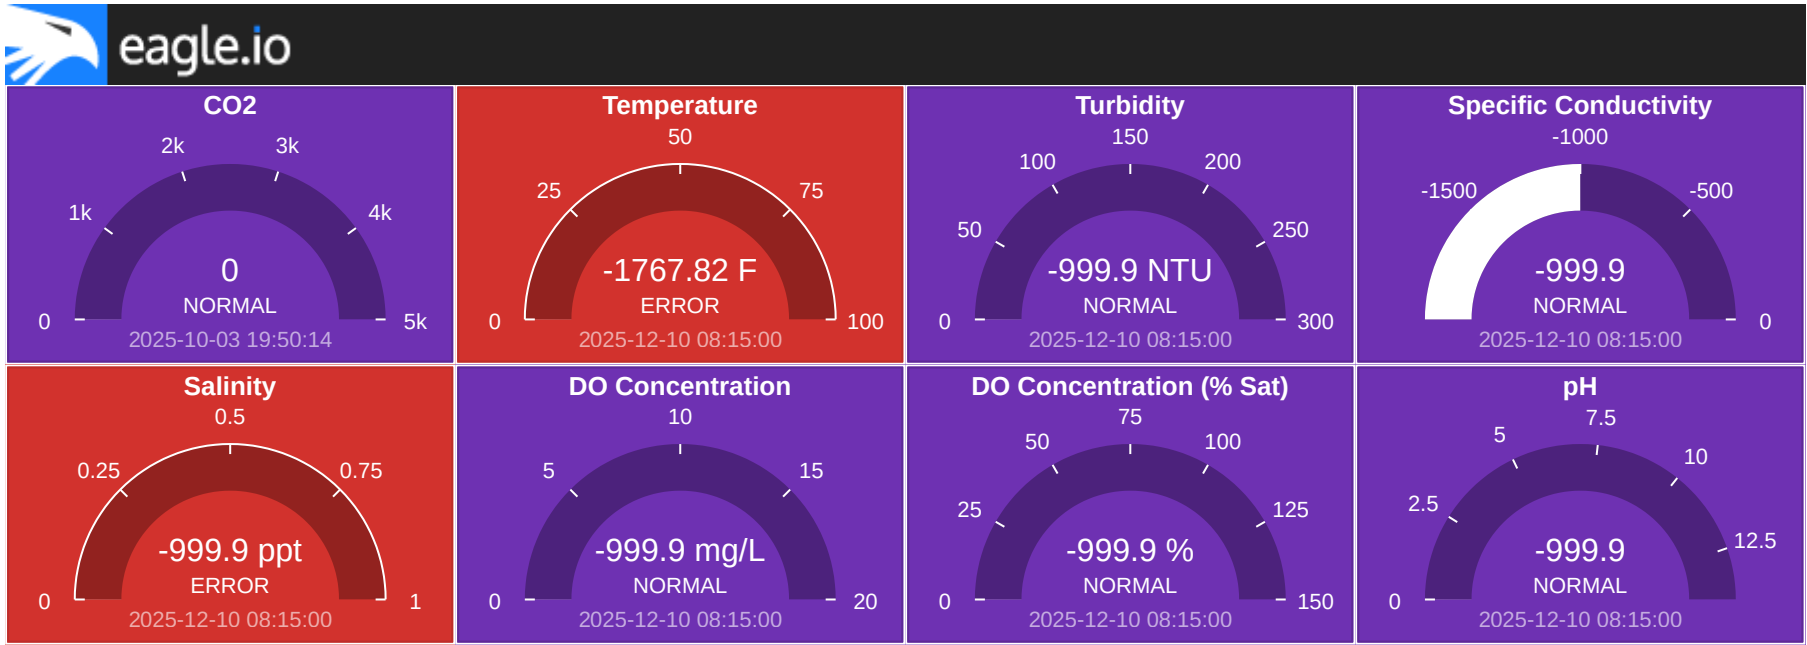 eagle.io
CO2
2k
3k
1k
4k
0
NORMAL
0
5k
2025-10-03 19:50:14
Temperature
50
25
75
-1767.82 F
ERROR
0
100
2025-12-10 08:15:00
Turbidity
150
100
200
50
250
-999.9 NTU
NORMAL
0
300
2025-12-10 08:15:00
Specific Conductivity
-1000
-1500
-500
-999.9
NORMAL
0
2025-12-10 08:15:00
Salinity
0.5
0.25
0.75
-999.9 ppt
ERROR
0
1
2025-12-10 08:15:00
DO Concentration
10
5
15
-999.9 mg/L
NORMAL
0
20
2025-12-10 08:15:00
DO Concentration (% Sat)
75
50
100
25
125
-999.9 %
NORMAL
0
150
2025-12-10 08:15:00
pH
7.5
5
10
2.5
12.5
-999.9
NORMAL
0
2025-12-10 08:15:00